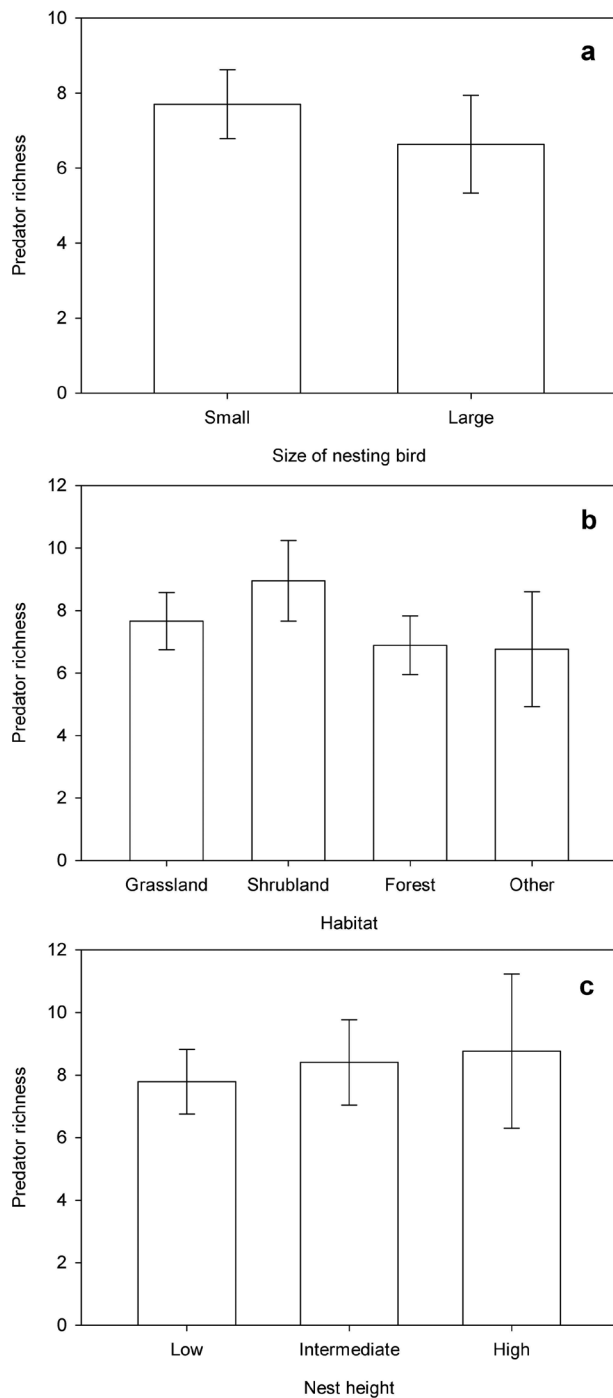 a
Predator richness
10
8
6
4
2
0
Small Large
Size of nesting bird
b
Predator richness
12
10
8
6
4
2
0
Grassland Shrubland Forest Other
Habitat
c
Predator richness
12
10
8
6
4
2
0
Low Intermediate High
Nest height